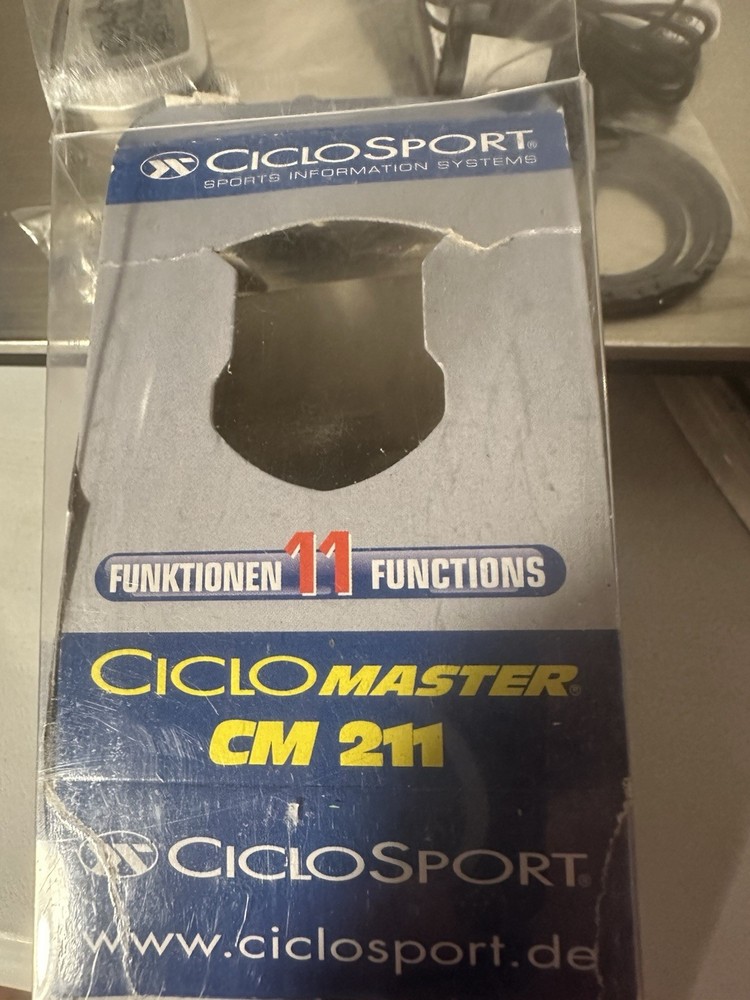 CICLOSPORT®
SPORTS INFORMATION SYSTEMS
FUNKTIONEN 11 FUNCTIONS
CICLOMASTER®
CM 211
CICLOSPORT®
www.ciclosport.de